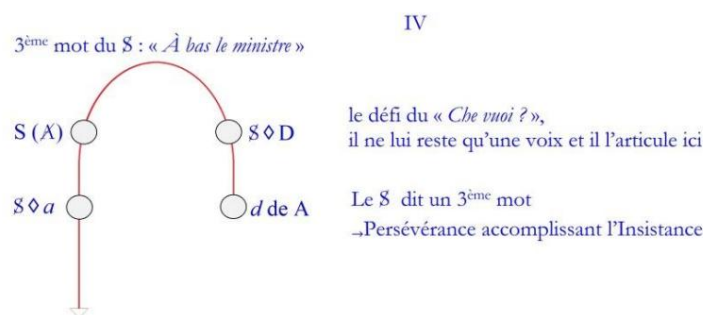 IV
3ème mot du $ : « À bas le ministre »
S (Ⱥ)
$ ◊ D
le défi du « Che vuoi ? »,
il ne lui reste qu'une voix et il l'articule ici
$ ◊ a
d de A
Le $ dit un 3ème mot
→Persévérance accomplissant l'Insistance